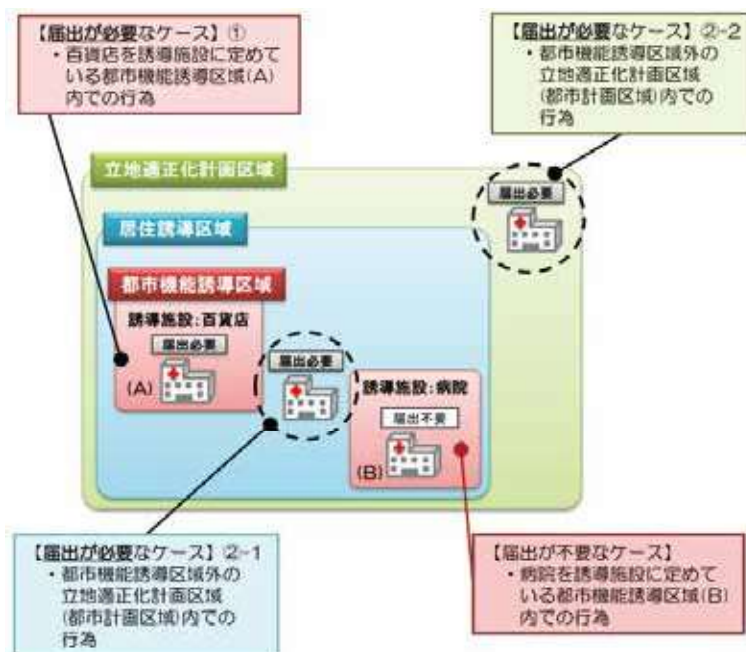 【届出が必要なケース】①
・百貨店を誘導施設に定めて
いる都市機能誘導区域(A)
内での行為
【届出が必要なケース】②-2
・都市機能誘導区域外の
立地適正化計画区域
(都市計画区域)内での
行為
立地適正化計画区域
届出必要
居住誘導区域
都市機能誘導区域
誘導施設:百貨店
届出必要
(A)
届出必要
誘導施設:病院
届出不要
(B)
【届出が必要なケース】②-1
・都市機能誘導区域外の
立地適正化計画区域
(都市計画区域)内での
行為
【届出が不要なケース】
・病院を誘導施設に定めて
いる都市機能誘導区域(B)
内での行為